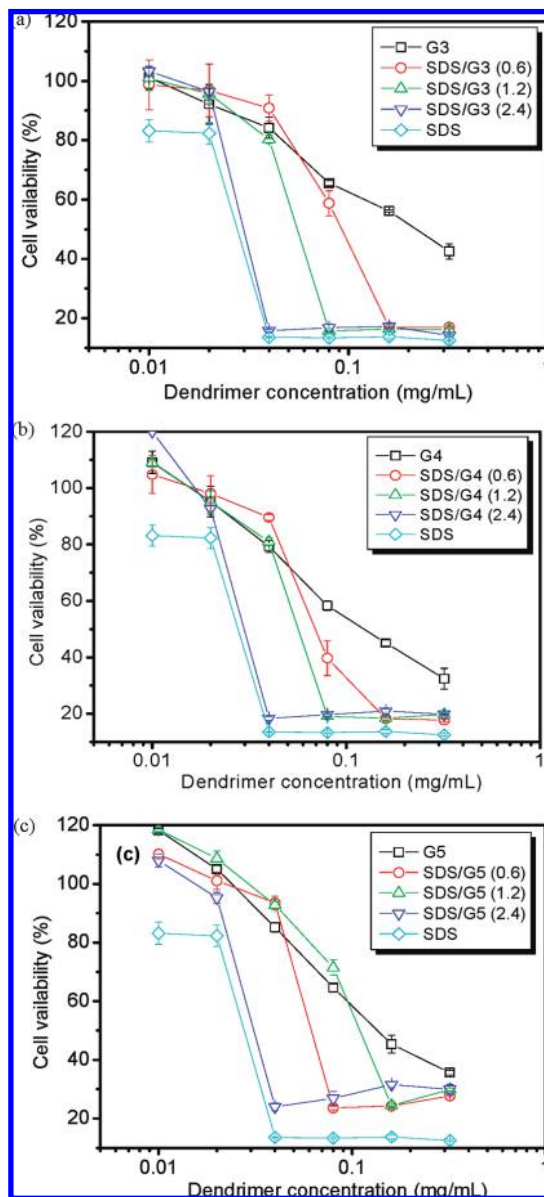 (a)
120
100
80
60
40
20
Cell vailability (%)
G3
SDS/G3 (0.6)
SDS/G3 (1.2)
SDS/G3 (2.4)
SDS
0.01
0.1
1
Dendrimer concentration (mg/mL)
(b)
120
100
80
60
40
20
Cell vailability (%)
G4
SDS/G4 (0.6)
SDS/G4 (1.2)
SDS/G4 (2.4)
SDS
0.01
0.1
1
Dendrimer concentration (mg/mL)
(c)
120
100
80
60
40
20
Cell vailability (%)
(c)
G5
SDS/G5 (0.6)
SDS/G5 (1.2)
SDS/G5 (2.4)
SDS
0.01
0.1
1
Dendrimer concentration (mg/mL)